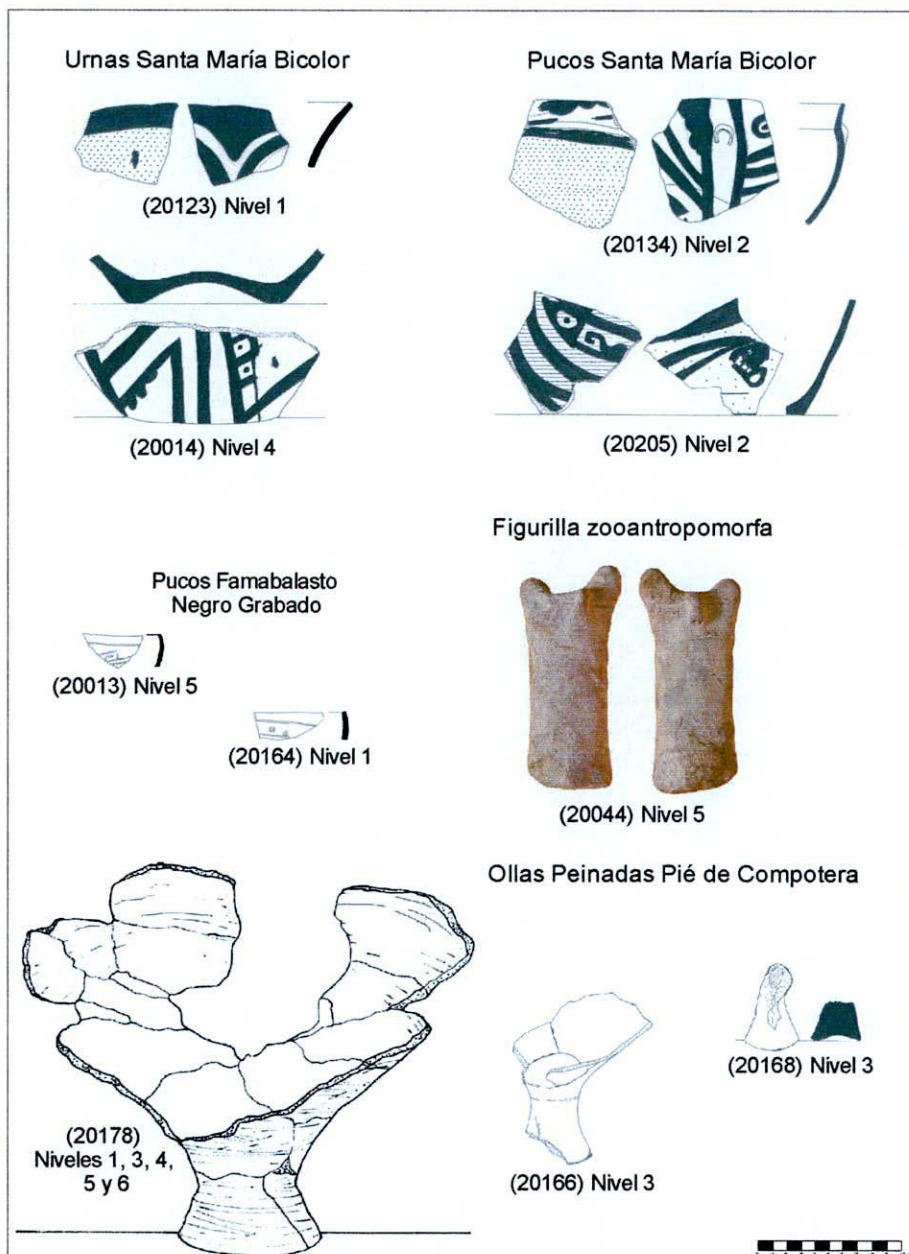 Urnas Santa María Bicolor
(20123) Nivel 1
(20014) Nivel 4
Pucos Santa María Bicolor
(20134) Nivel 2
(20205) Nivel 2
Pucos Famabalasto
Negro Grabado
(20013) Nivel 5
(20164) Nivel 1
Figurilla zooantropomorfa
(20044) Nivel 5
Ollas Peinadas Pié de Compotera
(20178)
Niveles 1, 3, 4,
5 y 6
(20166) Nivel 3
(20168) Nivel 3